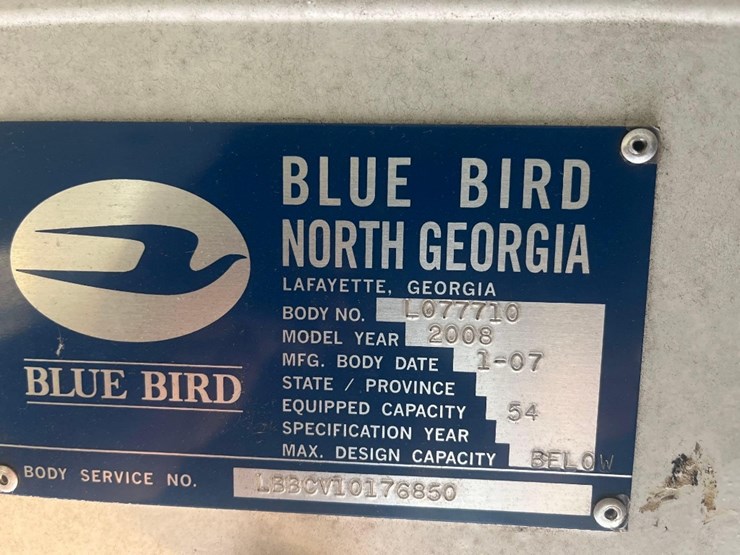 BLUE BIRD
NORTH GEORGIA
LAFAYETTE, GEORGIA
BODY NO. L077710
MODEL YEAR 2008
MFG. BODY DATE 1-07
STATE / PROVINCE
EQUIPPED CAPACITY 54
SPECIFICATION YEAR
MAX. DESIGN CAPACITY BELOW
BLUE BIRD
BODY SERVICE NO. 1BBCV10176850